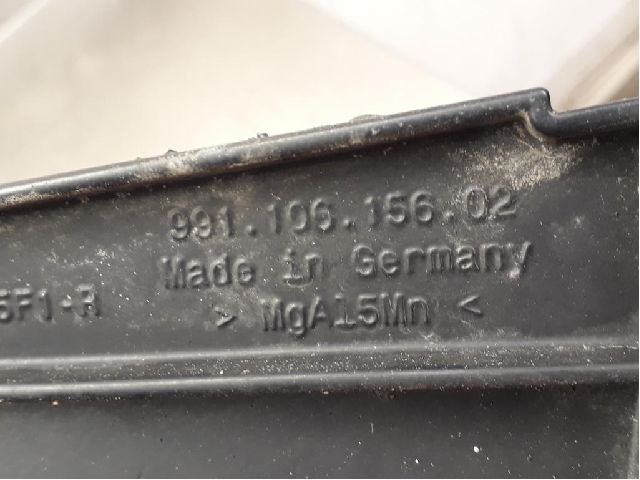 991.106.156.02
Made in Germany
5F1-R
> MgAl5Mn <